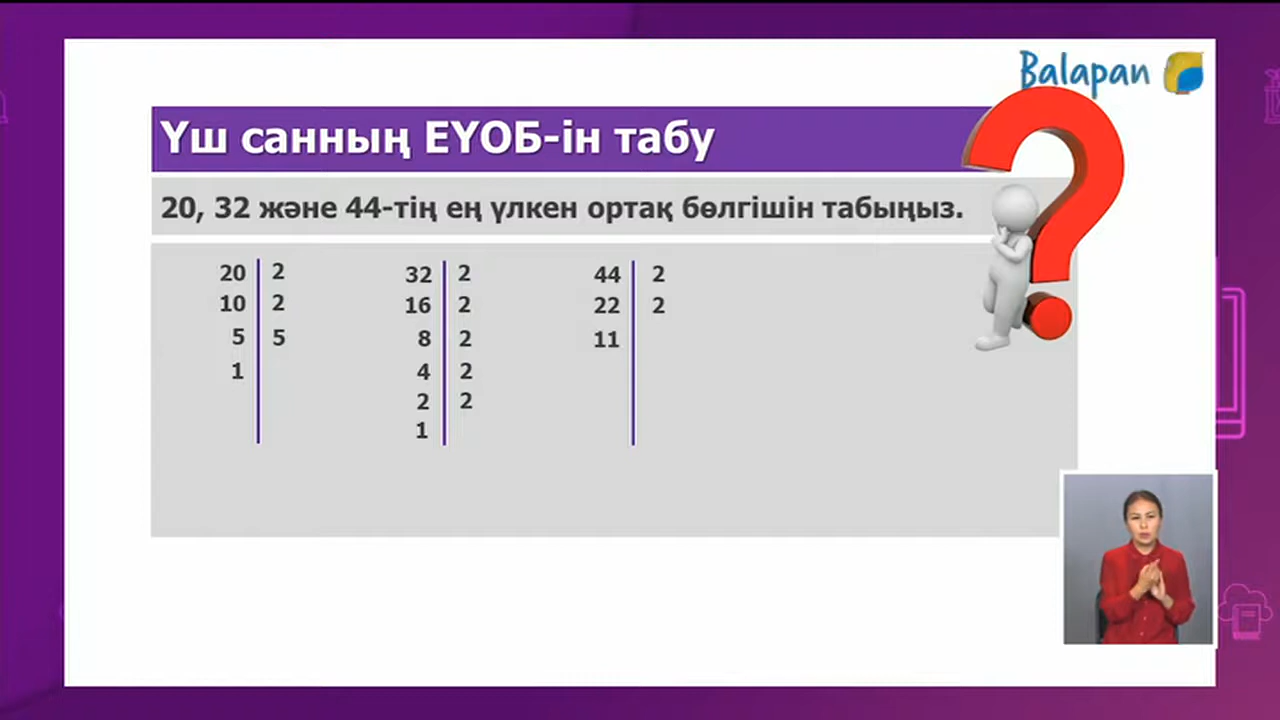 Balapan
Үш санның ЕҮОБ-ін табу
20, 32 және 44-тің ең үлкен ортақ бөлгішін табыңыз.
20 2 32 2 44 2
10 2 16 2 22 2
5 5 8 2 11
1 4 2
2 2
1